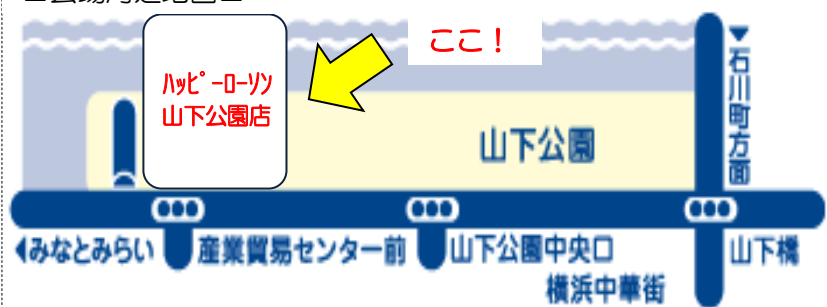 ここ！
ﾊｯﾋﾟｰﾛｰｿﾝ
山下公園店
山下公園
▼石川町方面
◀みなとみらい
産業貿易センター前
山下公園中央口
山下橋
横浜中華街